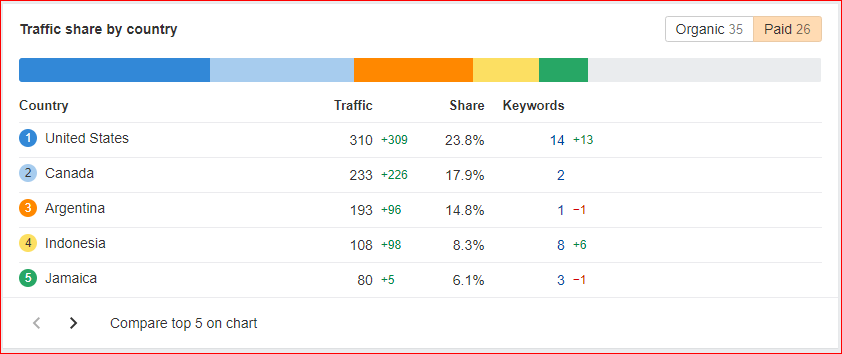 Traffic share by country Organic 35 Paid 26
Country Traffic Share Keywords
1 United States 310 +309 23.8% 14 +13
2 Canada 233 +226 17.9% 2
3 Argentina 193 +96 14.8% 1 −1
4 Indonesia 108 +98 8.3% 8 +6
5 Jamaica 80 +5 6.1% 3 −1
Compare top 5 on chart